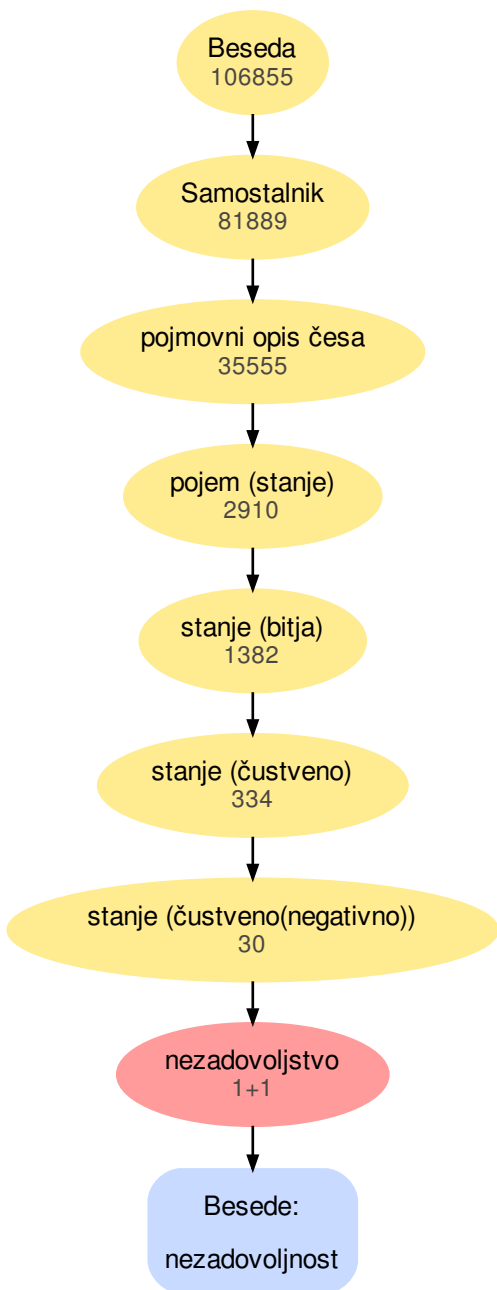 Beseda
106855
Samostalnik
81889
pojmovni opis česa
35555
pojem (stanje)
2910
stanje (bitja)
1382
stanje (čustveno)
334
stanje (čustveno(negativno))
30
nezadovoljstvo
1+1
Besede:
nezadovoljnost